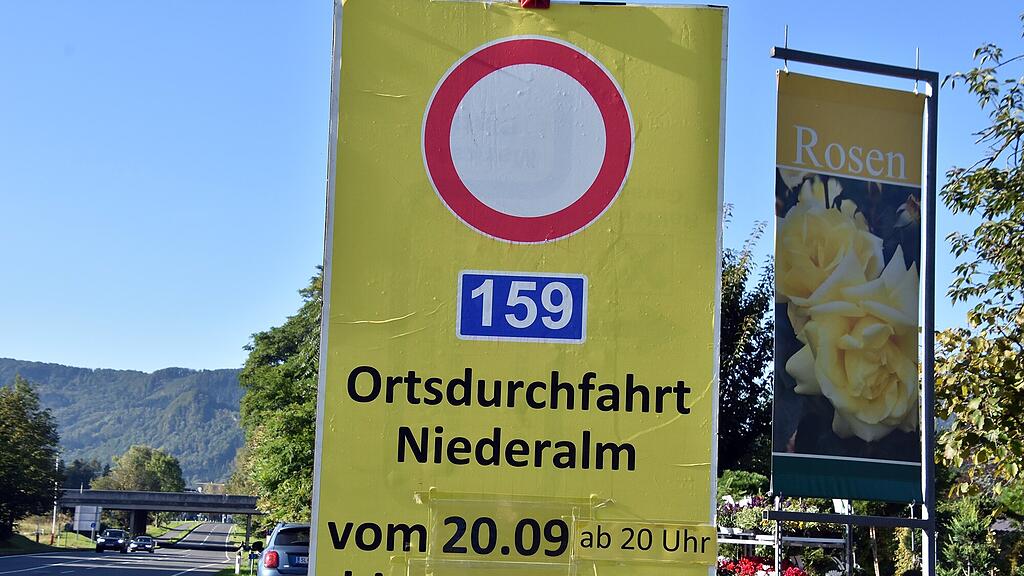 159
Ortsdurchfahrt
Niederalm
vom 20.09 ab 20 Uhr
Rosen